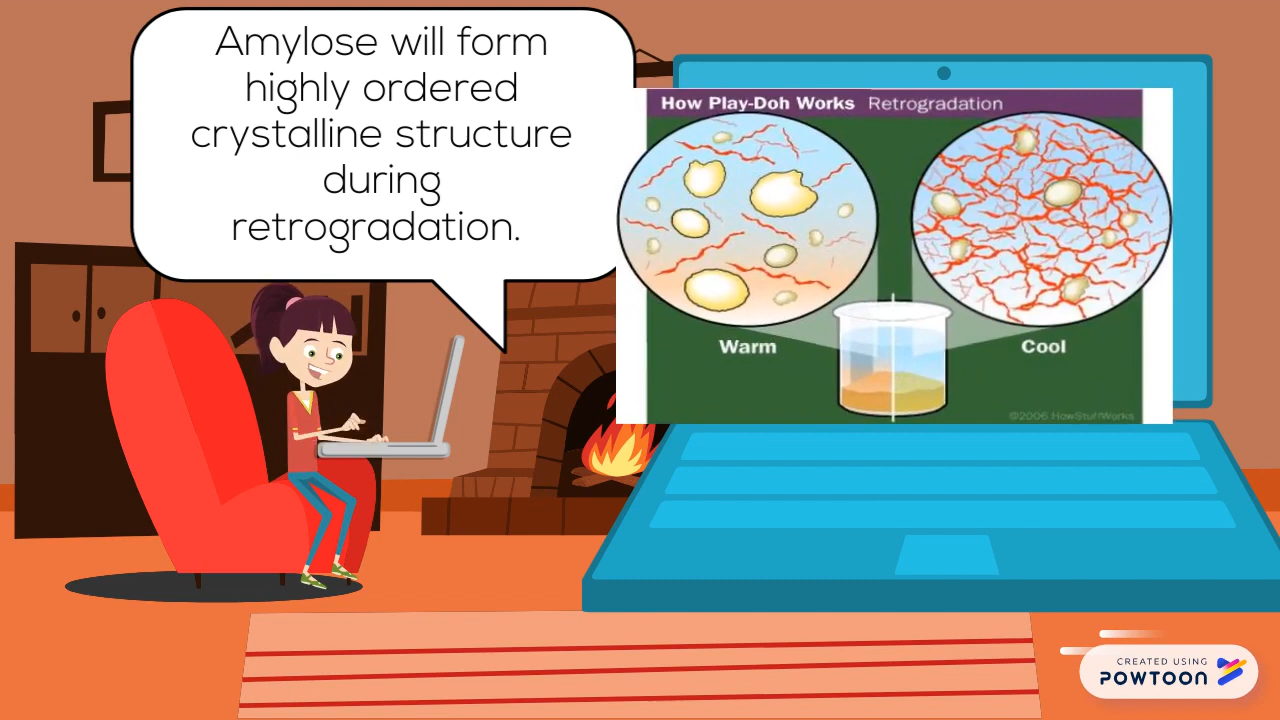 Amylose will form
highly ordered
crystalline structure
during
retrogradation.
How Play-Doh Works Retrogradation
Warm
Cool
©2006 HowStuffWorks
CREATED USING
POWTOON